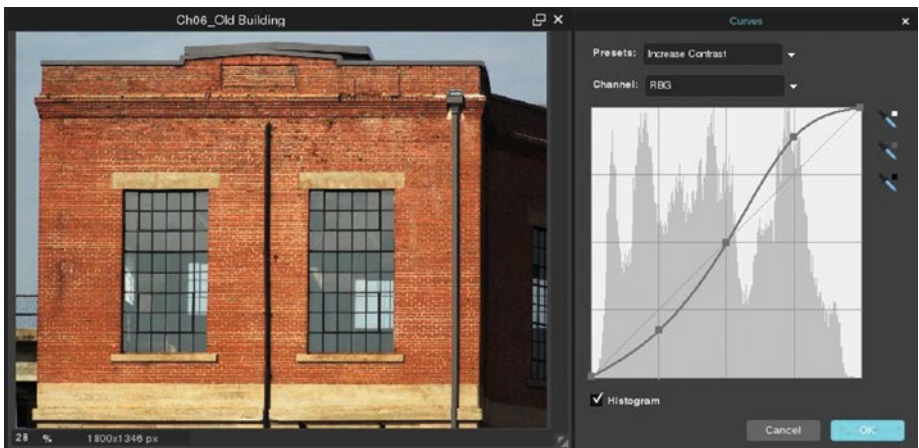 Ch06_Old Building
28 % 1800x1346 px
Curves
Presets: Increase Contrast
Channel: RBG
Histogram
Cancel OK